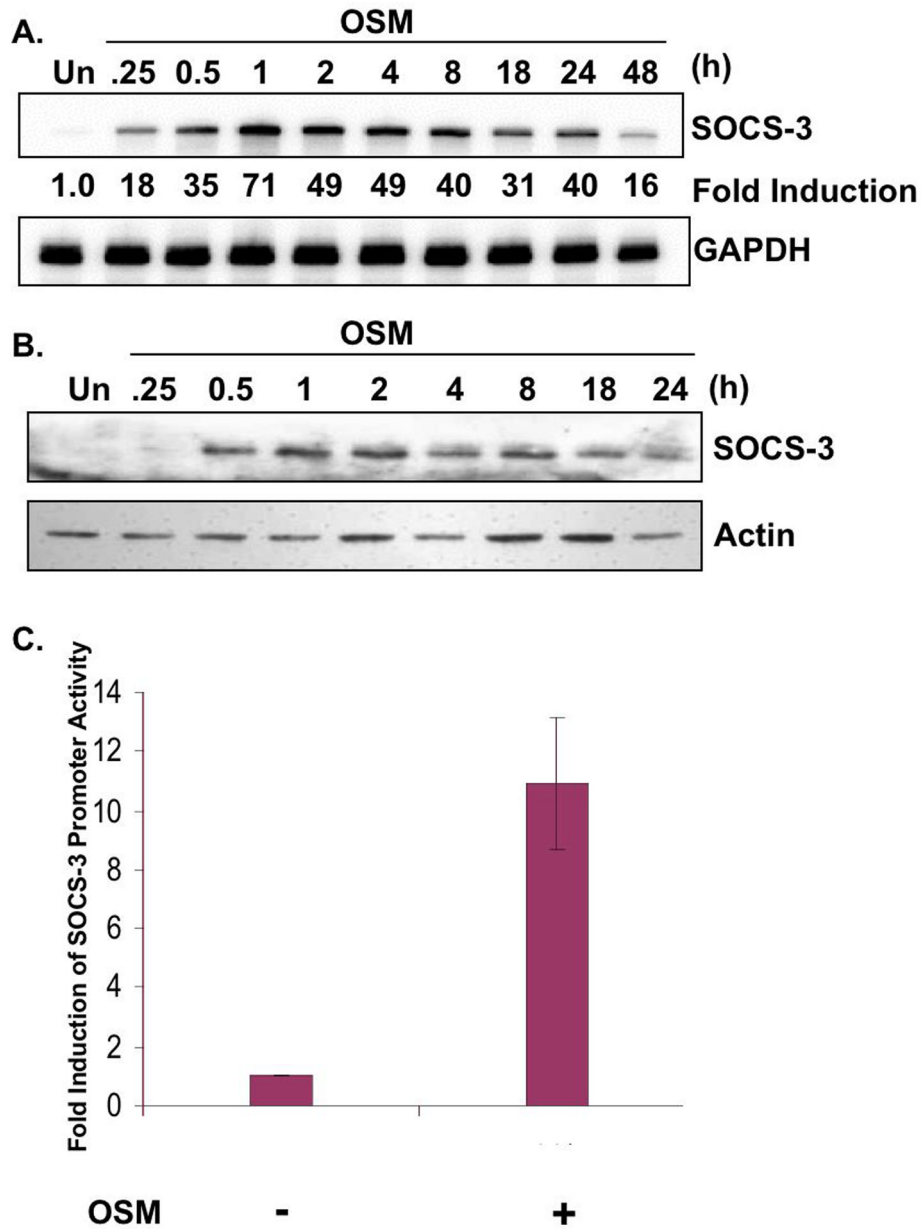 A.
OSM
Un .25 0.5 1 2 4 8 18 24 48 (h)
SOCS-3
1.0 18 35 71 49 49 40 31 40 16 Fold Induction
GAPDH
B.
OSM
Un .25 0.5 1 2 4 8 18 24 (h)
SOCS-3
Actin
C.
Fold Induction of SOCS-3 Promoter Activity
14
12
10
8
6
4
2
0
OSM - +